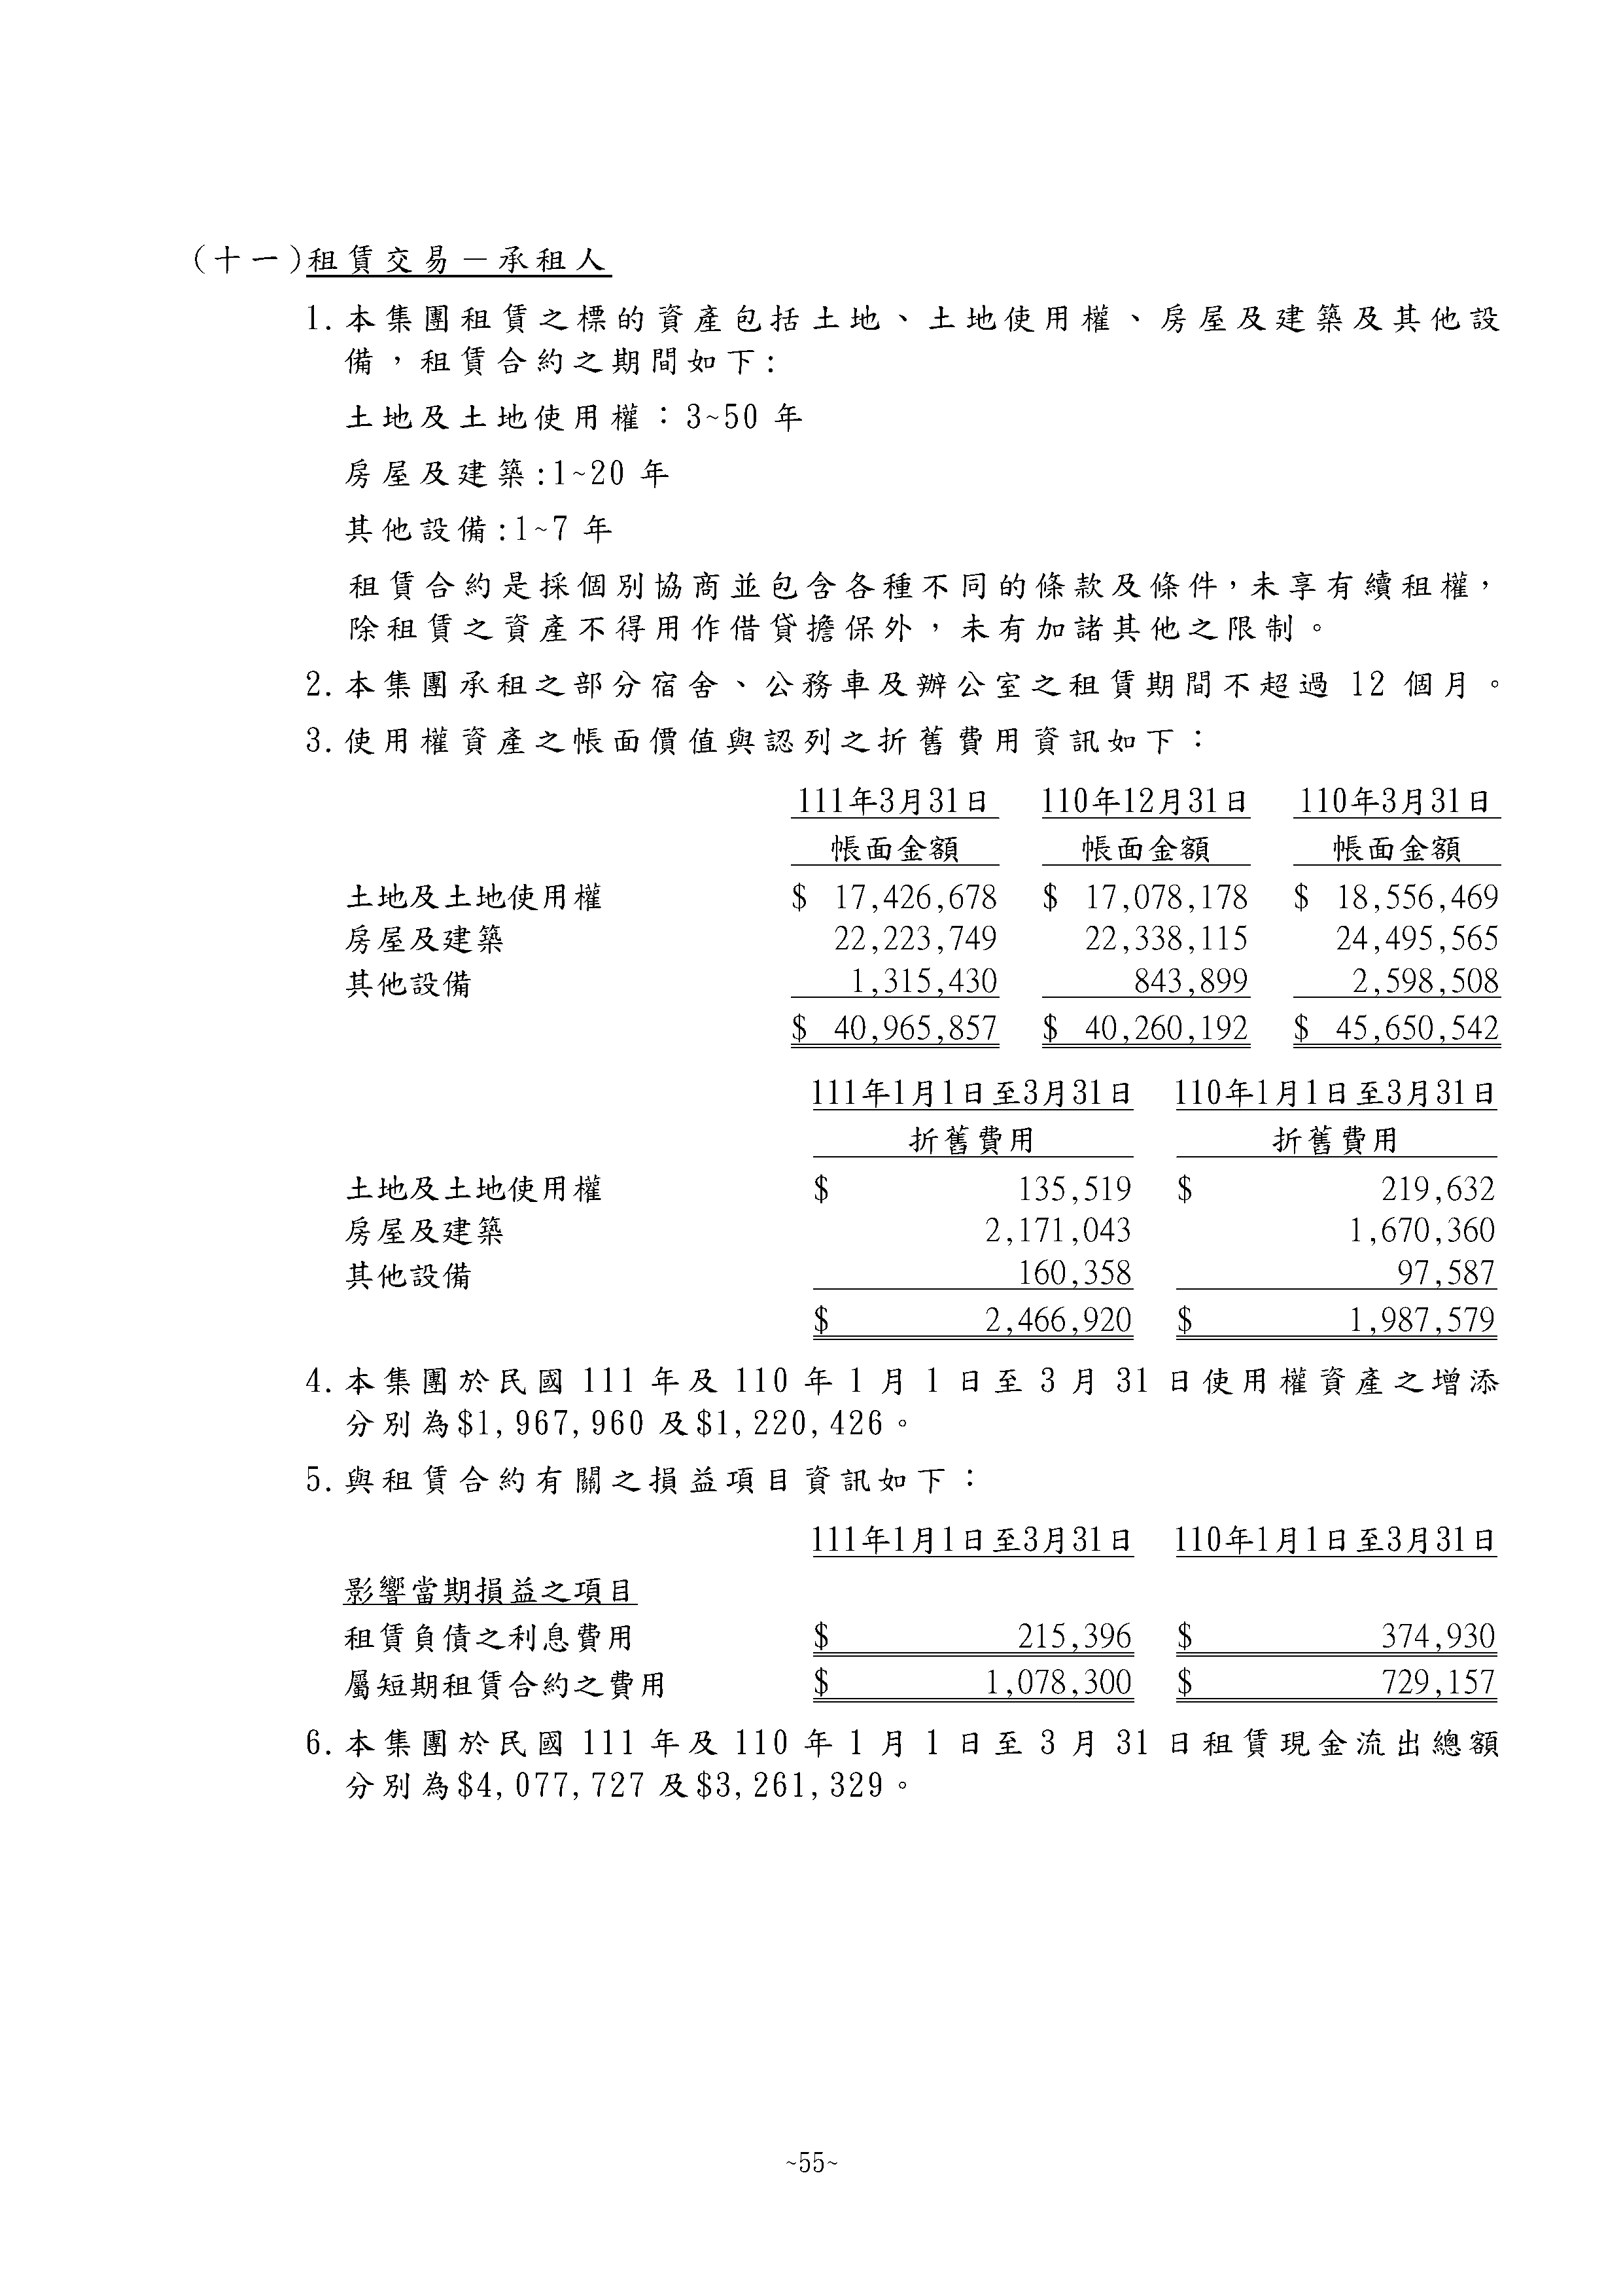 (十一)租賃交易－承租人
1.本集團租賃之標的資產包括土地、土地使用權、房屋及建築及其他設
備，租賃合約之期間如下:
土地及土地使用權：3~50 年
房屋及建築:1~20 年
其他設備:1~7 年
租賃合約是採個別協商並包含各種不同的條款及條件，未享有續租權，
除租賃之資產不得用作借貸擔保外，未有加諸其他之限制。
2.本集團承租之部分宿舍、公務車及辦公室之租賃期間不超過 12 個月。
3.使用權資產之帳面價值與認列之折舊費用資訊如下：
111年3月31日 110年12月31日 110年3月31日
帳面金額 帳面金額 帳面金額
土地及土地使用權 $ 17,426,678 $ 17,078,178 $ 18,556,469
房屋及建築 22,223,749 22,338,115 24,495,565
其他設備 1,315,430 843,899 2,598,508
$ 40,965,857 $ 40,260,192 $ 45,650,542
111年1月1日至3月31日 110年1月1日至3月31日
折舊費用 折舊費用
土地及土地使用權 $ 135,519 $ 219,632
房屋及建築 2,171,043 1,670,360
其他設備 160,358 97,587
$ 2,466,920 $ 1,987,579
4.本集團於民國 111 年及 110 年 1 月 1 日至 3 月 31 日使用權資產之增添
分別為$1,967,960 及$1,220,426。
5.與租賃合約有關之損益項目資訊如下：
111年1月1日至3月31日 110年1月1日至3月31日
影響當期損益之項目
租賃負債之利息費用 $ 215,396 $ 374,930
屬短期租賃合約之費用 $ 1,078,300 $ 729,157
6.本集團於民國 111 年及 110 年 1 月 1 日至 3 月 31 日租賃現金流出總額
分別為$4,077,727 及$3,261,329。
~55~